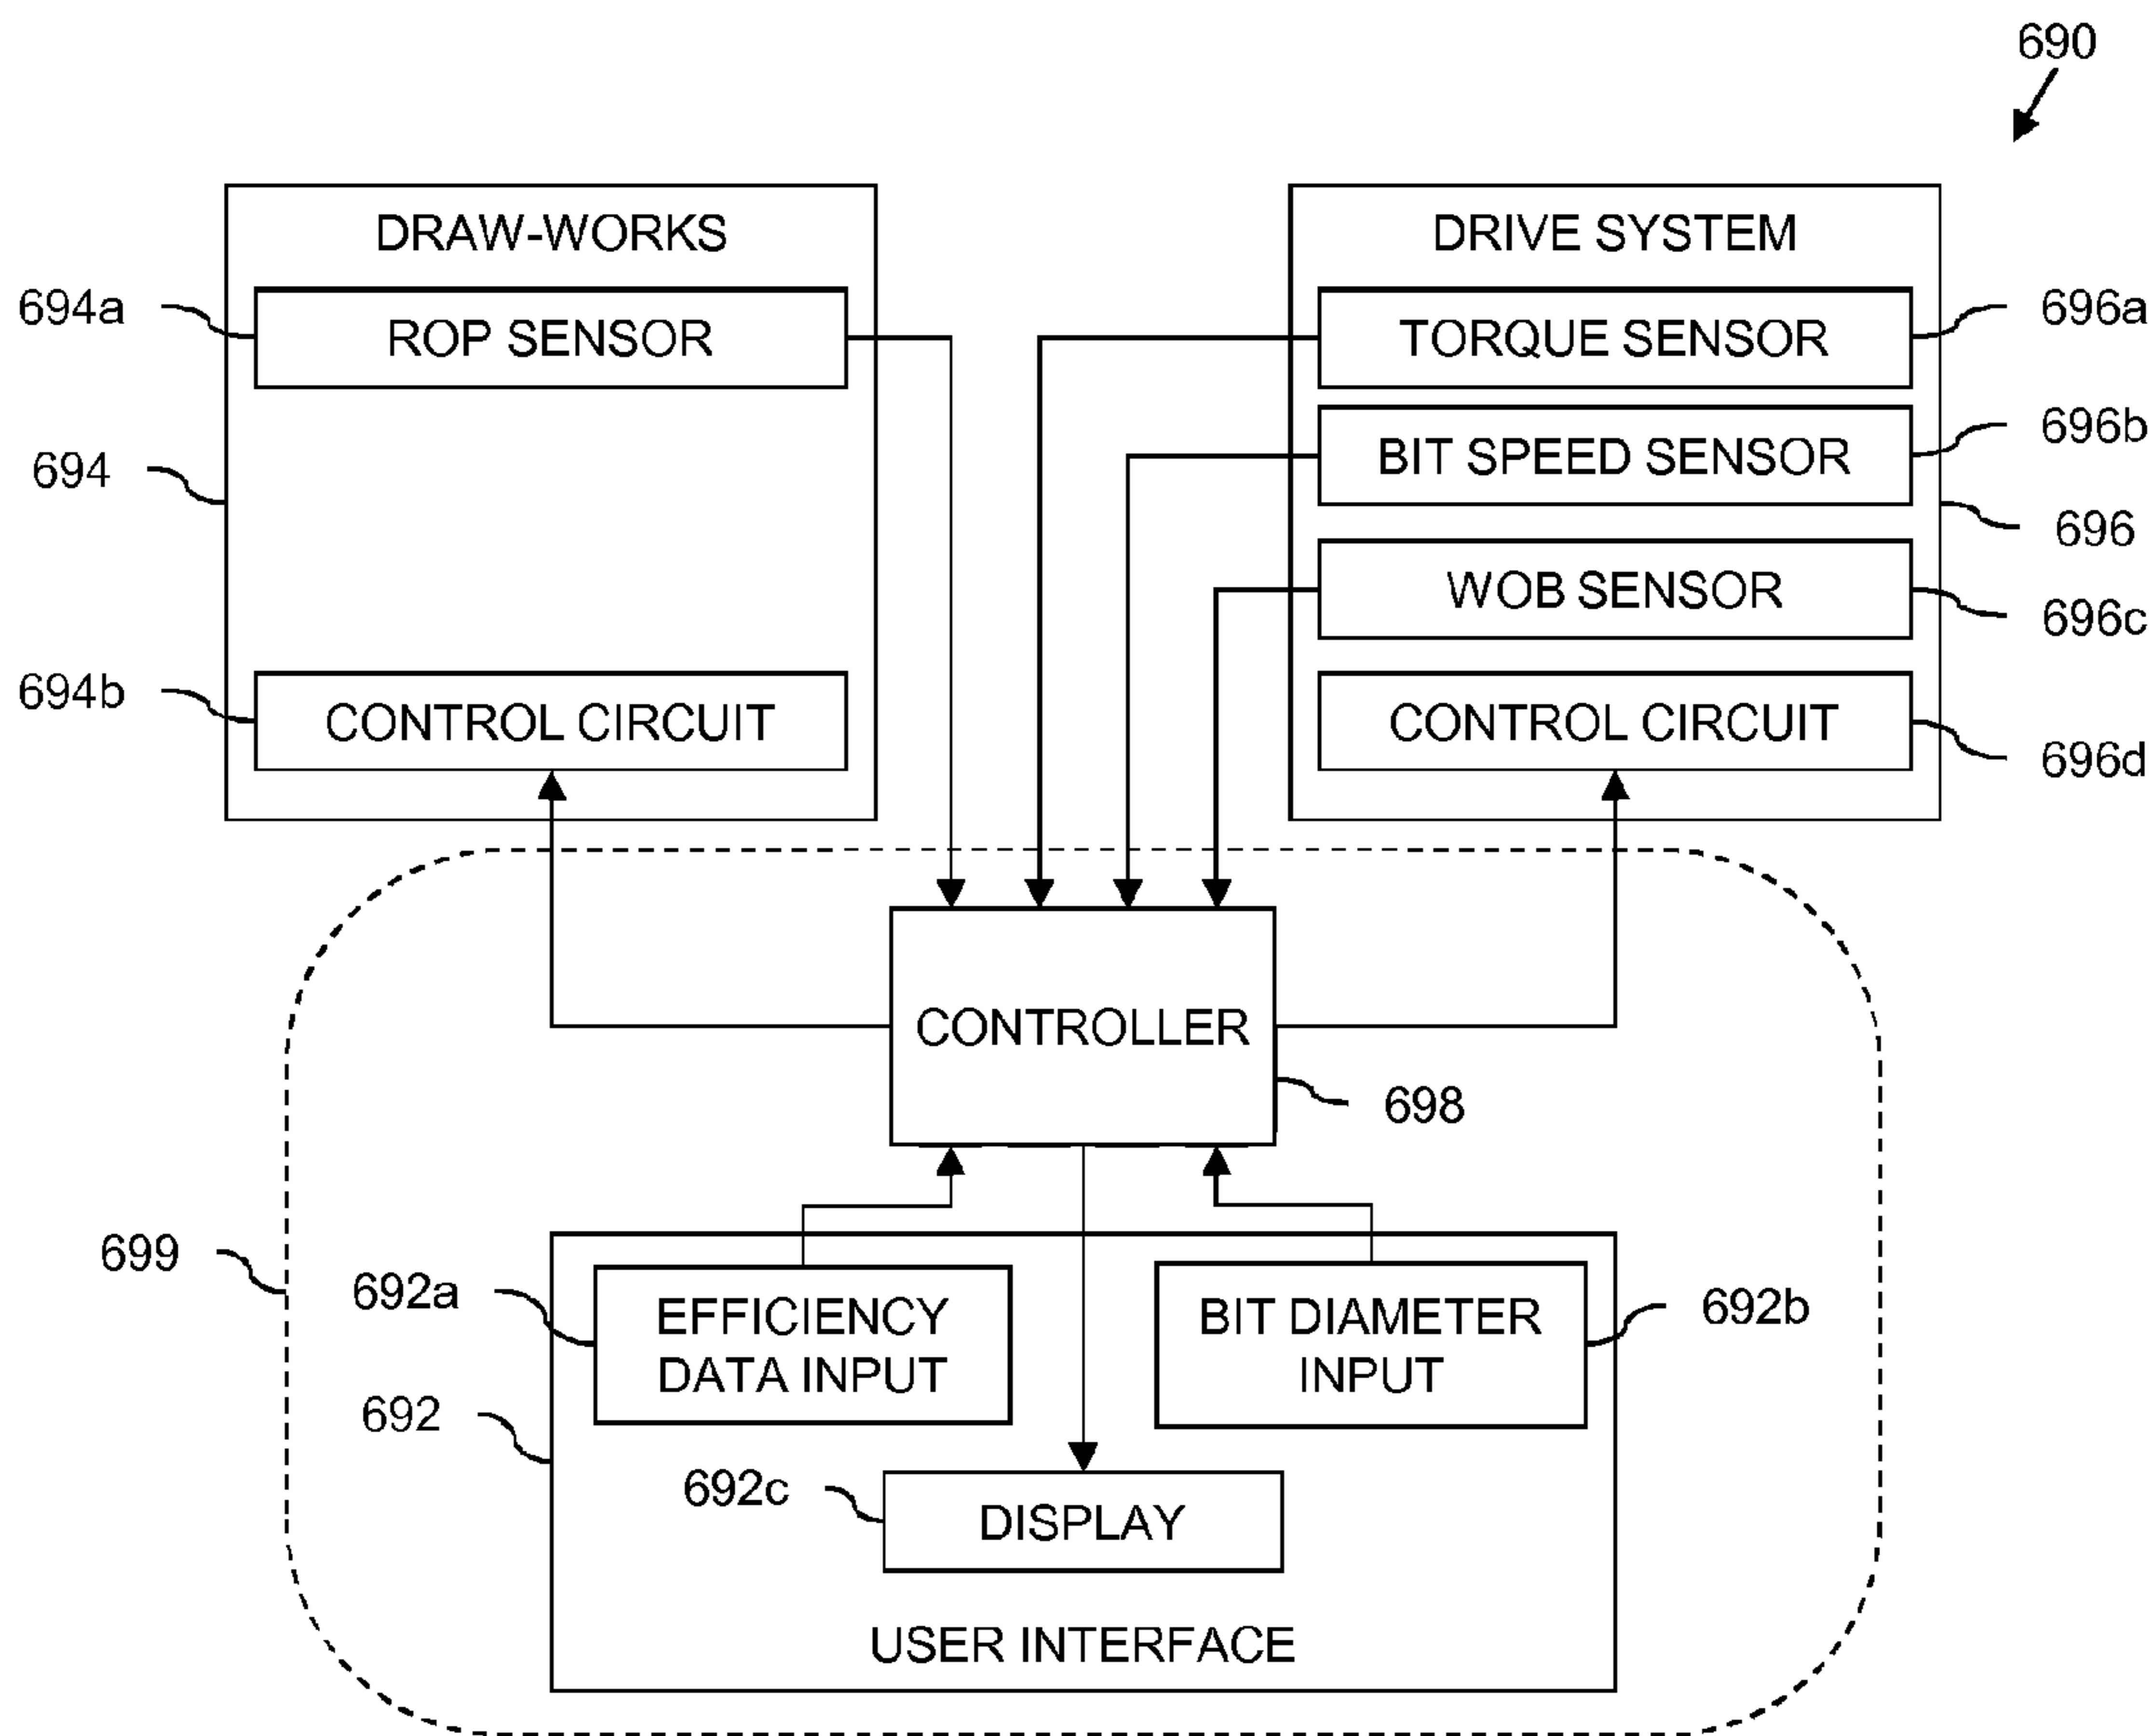 690
DRAW-WORKS
694a
ROP SENSOR
694
694b
CONTROL CIRCUIT
DRIVE SYSTEM
TORQUE SENSOR
696a
BIT SPEED SENSOR
696b
696
WOB SENSOR
696c
CONTROL CIRCUIT
696d
CONTROLLER
698
699
692a
EFFICIENCY
DATA INPUT
BIT DIAMETER
INPUT
692b
692
692c
DISPLAY
USER INTERFACE